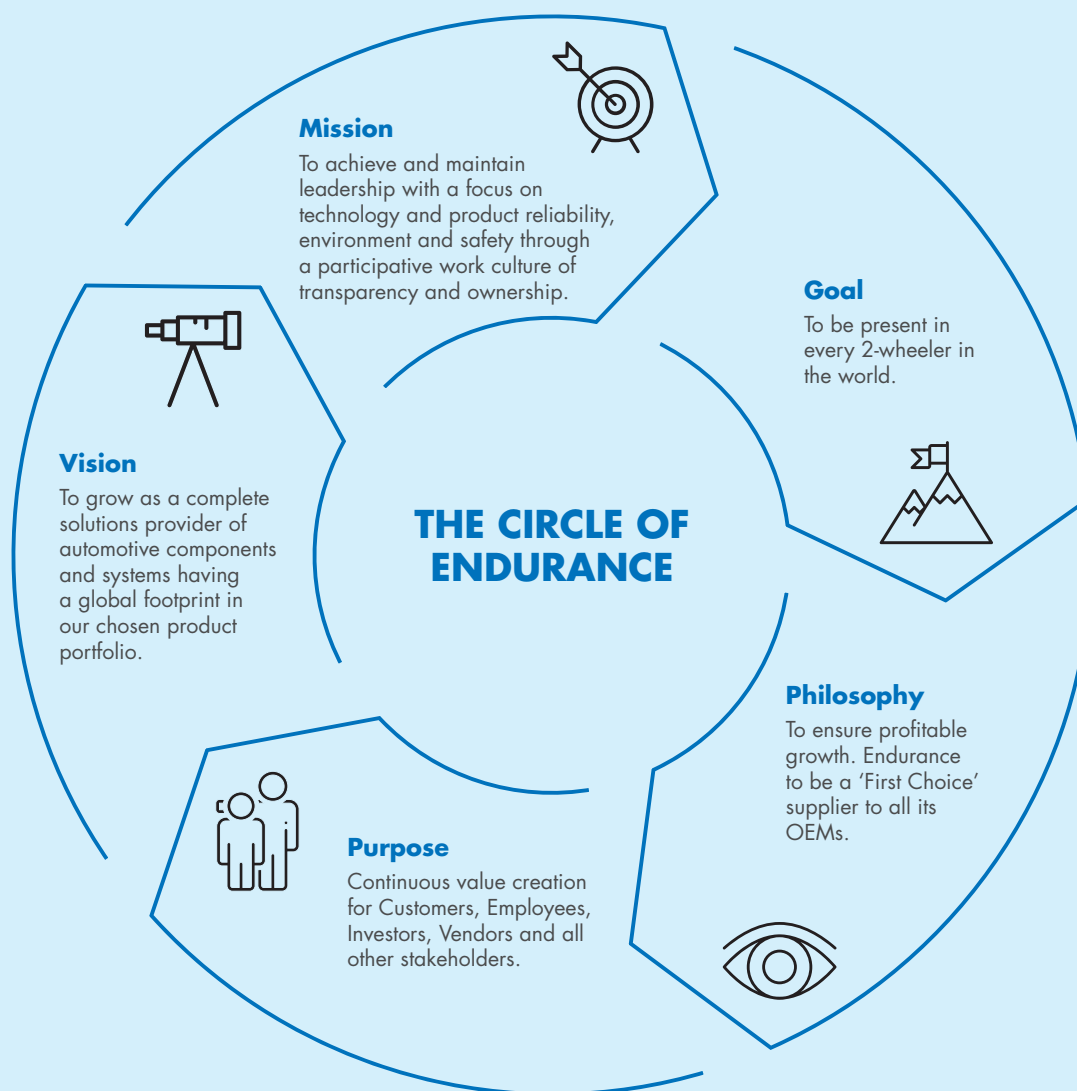 Mission
To achieve and maintain
leadership with a focus on
technology and product reliability,
environment and safety through
a participative work culture of
transparency and ownership.
Goal
To be present in
every 2-wheeler in
the world.
Vision
To grow as a complete
solutions provider of
automotive components
and systems having
a global footprint in
our chosen product
portfolio.
THE CIRCLE OF
ENDURANCE
Philosophy
To ensure profitable
growth. Endurance
to be a ‘First Choice’
supplier to all its
OEMs.
Purpose
Continuous value creation
for Customers, Employees,
Investors, Vendors and all
other stakeholders.